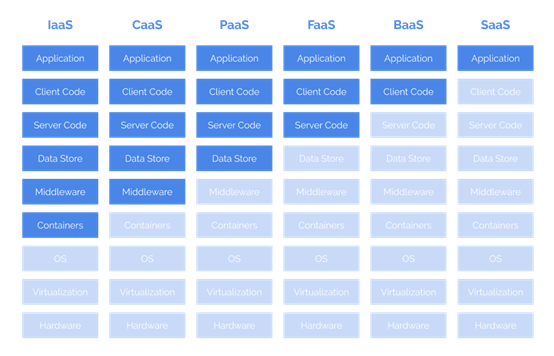 IaaS CaaS PaaS FaaS BaaS SaaS
Application Application Application Application Application Application
Client Code Client Code Client Code Client Code Client Code Client Code
Server Code Server Code Server Code Server Code Server Code Server Code
Data Store Data Store Data Store Data Store Data Store Data Store
Middleware Middleware Middleware Middleware Middleware Middleware
Containers Containers Containers Containers Containers Containers
OS OS OS OS OS OS
Virtualization Virtualization Virtualization Virtualization Virtualization Virtualization
Hardware Hardware Hardware Hardware Hardware Hardware